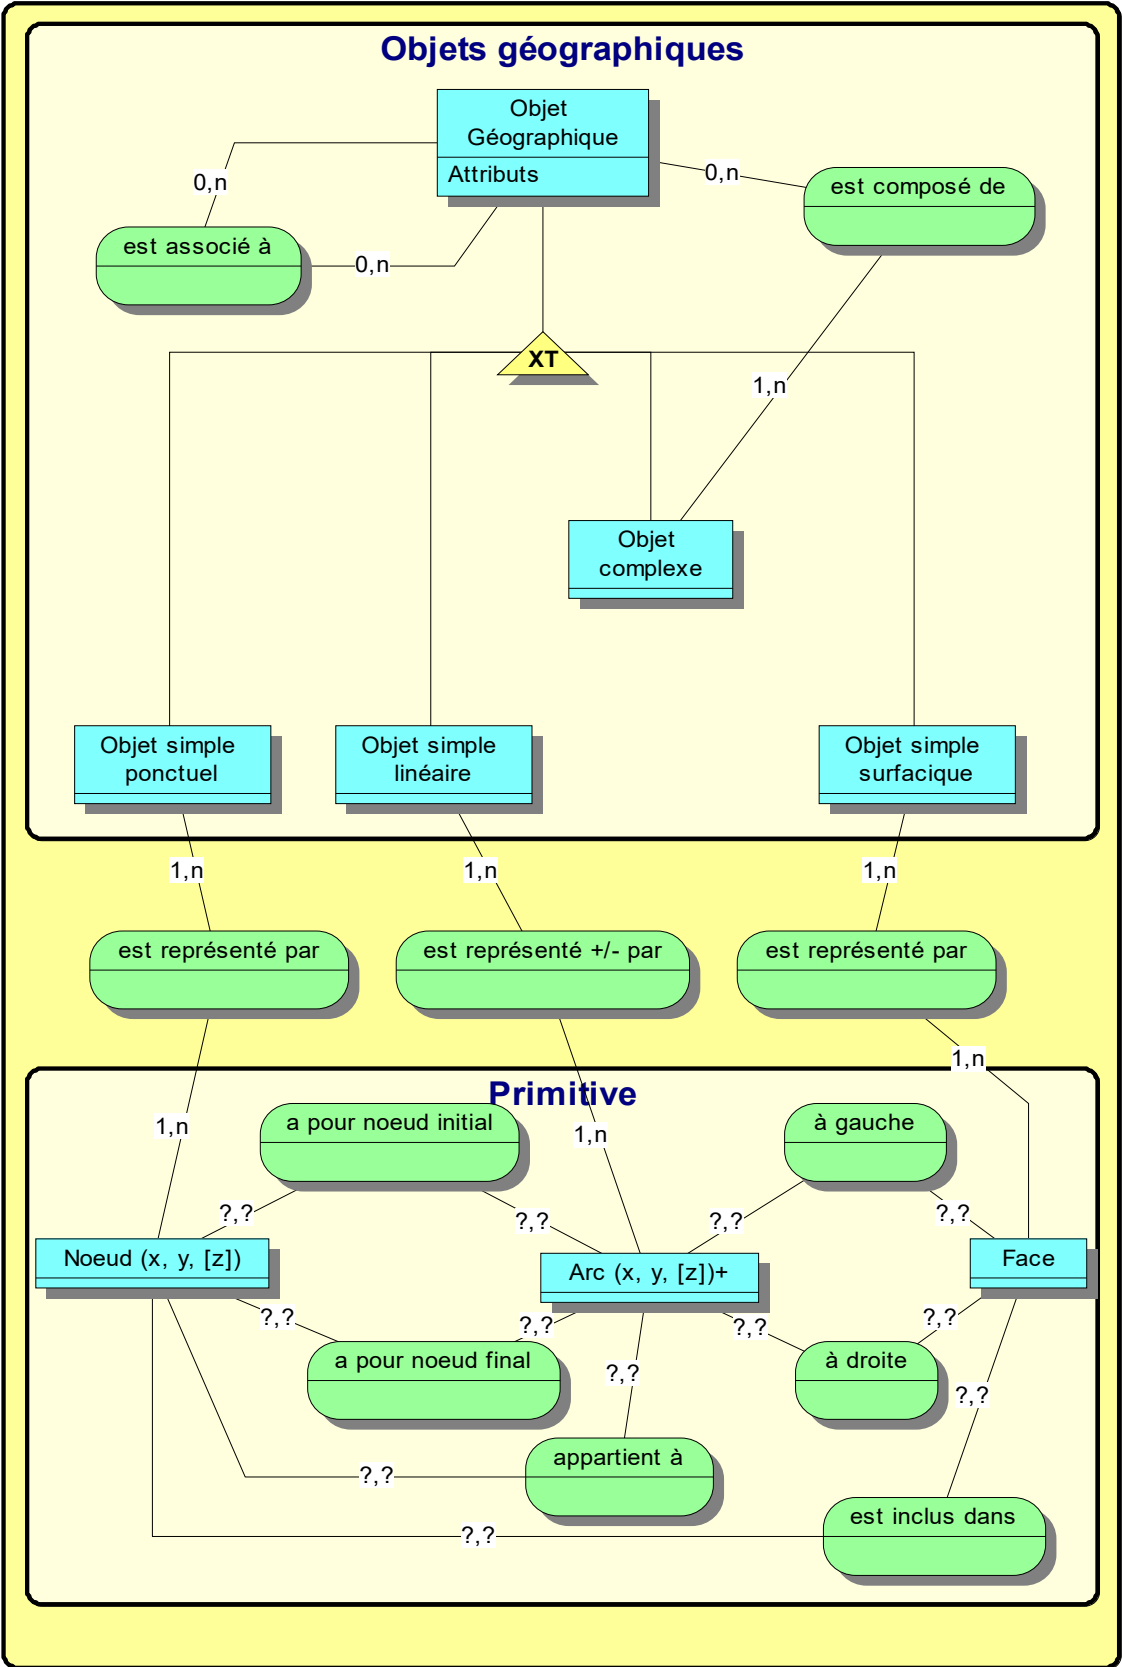 Objets géographiques
Objet
Géographique
Attributs
0,n
est composé de
0,n
est associé à
0,n
XT
1,n
Objet
complexe
Objet simple
ponctuel
Objet simple
linéaire
Objet simple
surfacique
1,n
1,n
1,n
est représenté par
est représenté +/- par
est représenté par
1,n
Primitive
1,n
1,n
a pour noeud initial
à gauche
?,?
?,?
?,?
?,?
Noeud (x, y, [z])
Arc (x, y, [z])+
Face
?,?
?,?
?,?
?,?
a pour noeud final
à droite
?,?
?,?
appartient à
?,?
est inclus dans
?,?